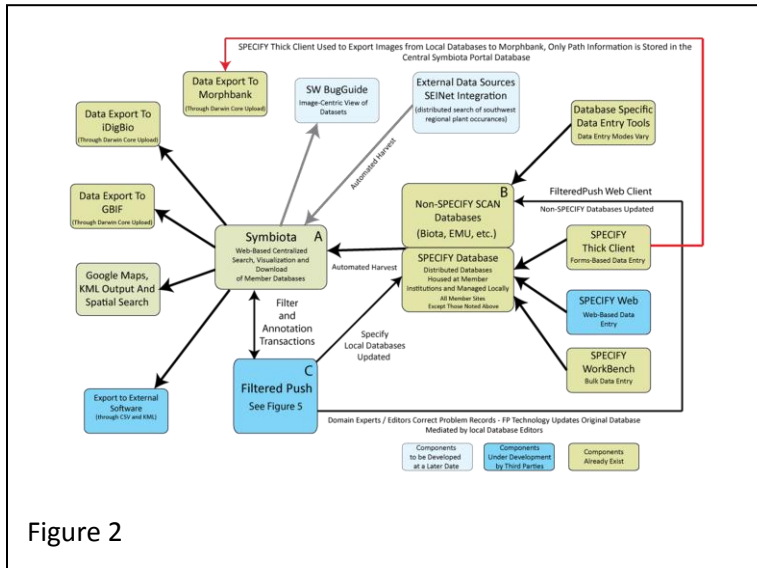 SPECIFY Thick Client Used to Export Images from Local Databases to Morphbank, Only Path Information is Stored in the
Central Symbiota Portal Database
Data Export To
Morphbank
(Through Darwin Core Upload)
SW BugGuide
Image-Centric View of
Datasets
External Data Sources
SEINet Integration
(distributed search of southwest
regional plant occurances)
Data Export To
iDigBio
(Through Darwin Core Upload)
Database Specific
Data Entry Tools
Data Entry Modes Vary
Automated Harvest
Data Export To
GBIF
(Through Darwin Core Upload)
B
Non-SPECIFY SCAN
Databases
(Biota, EMU, etc.)
FilteredPush Web Client
Non-SPECIFY Databases Updated
Symbiota
A
Web-Based Centralized
Search, Visualization and
Download
of Member Databases
Automated Harvest
SPECIFY Database
Distributed Databases
Housed at Member
Institutions and Managed Locally
All Member Sites
Except Those Noted Above
SPECIFY
Thick Client
Forms-Based Data Entry
Google Maps,
KML Output And
Spatial Search
SPECIFY Web
Web-Based Data
Entry
Filter
and
Annotation
Transactions
Specify
Local Databases
Updated
SPECIFY
WorkBench
Bulk Data Entry
C
Filtered Push
See Figure 5
Export to External
Software
(through CSV and KML)
Domain Experts / Editors Correct Problem Records - FP Technology Updates Original Database
Mediated by local Database Editors
Components
to be Developed
at a Later Date
Components
Under Development
by Third Parties
Components
Already Exist
Figure 2